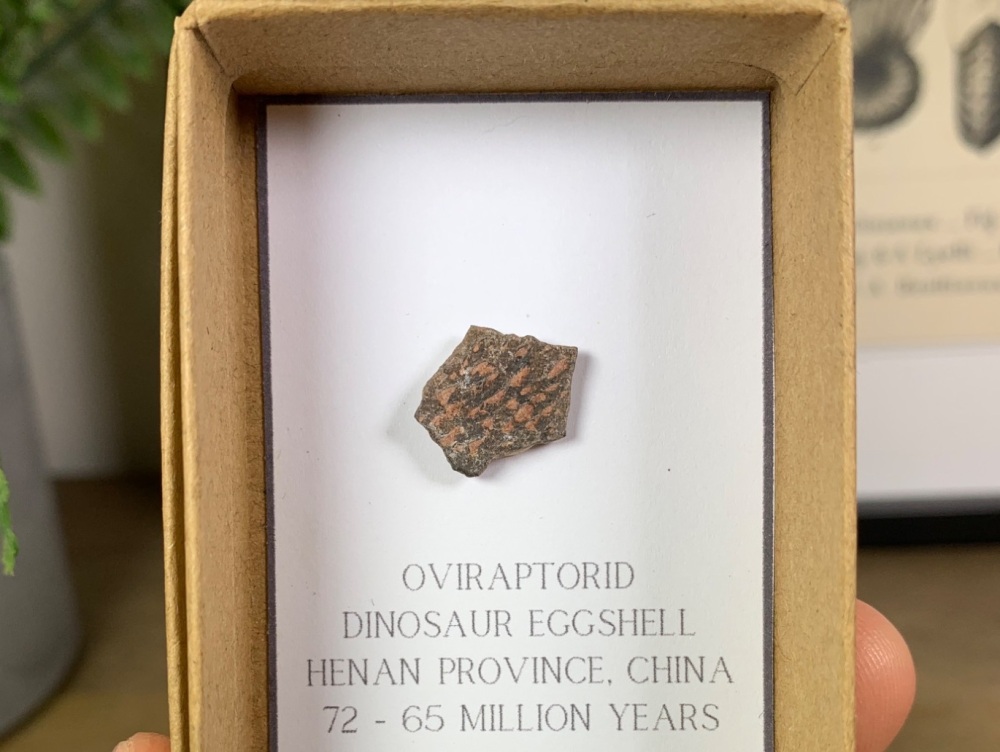 OVIRAPTORID
DINOSAUR EGGSHELL
HENAN PROVINCE, CHINA
72 - 65 MILLION YEARS